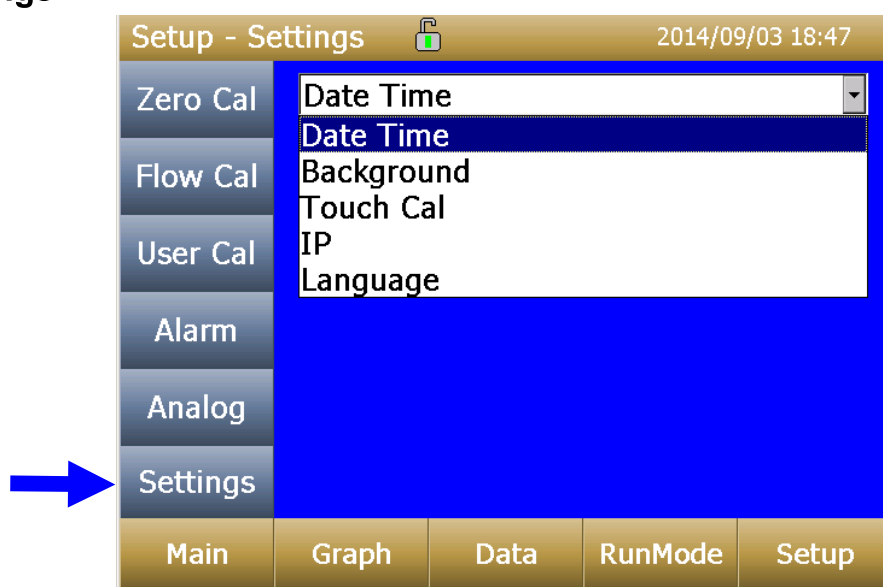 Setup - Settings 2014/09/03 18:47
Zero Cal
Flow Cal
User Cal
Alarm
Analog
Settings
Date Time
Date Time
Background
Touch Cal
IP
Language
Main Graph Data RunMode Setup